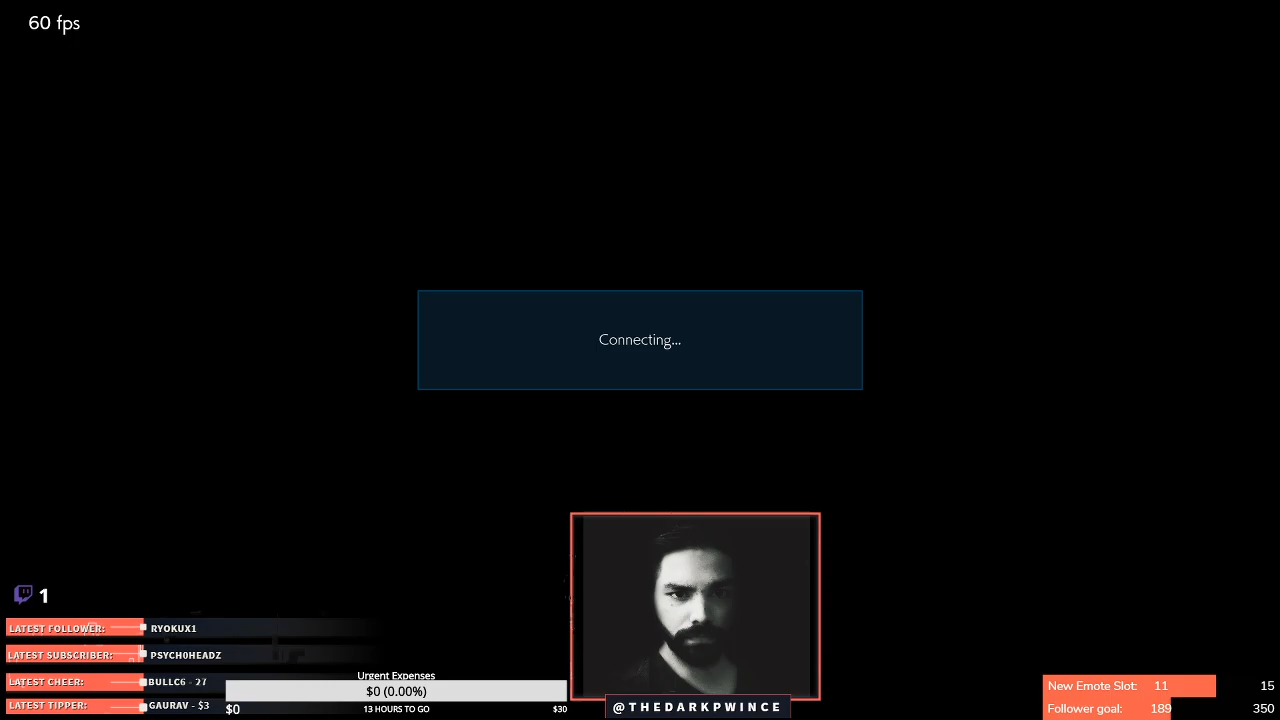 60 fps
Connecting...
1
LATEST FOLLOWER: RYOKUX1
LATEST SUBSCRIBER: PSYCH0HEADZ
LATEST CHEER: BULLC6 - 27
LATEST TIPPER: GAURAV - $3
Urgent Expenses
$0 (0.00%)
$0 13 HOURS TO GO $30
@THEDARKPWINCE
New Emote Slot: 11 15
Follower goal: 189 350